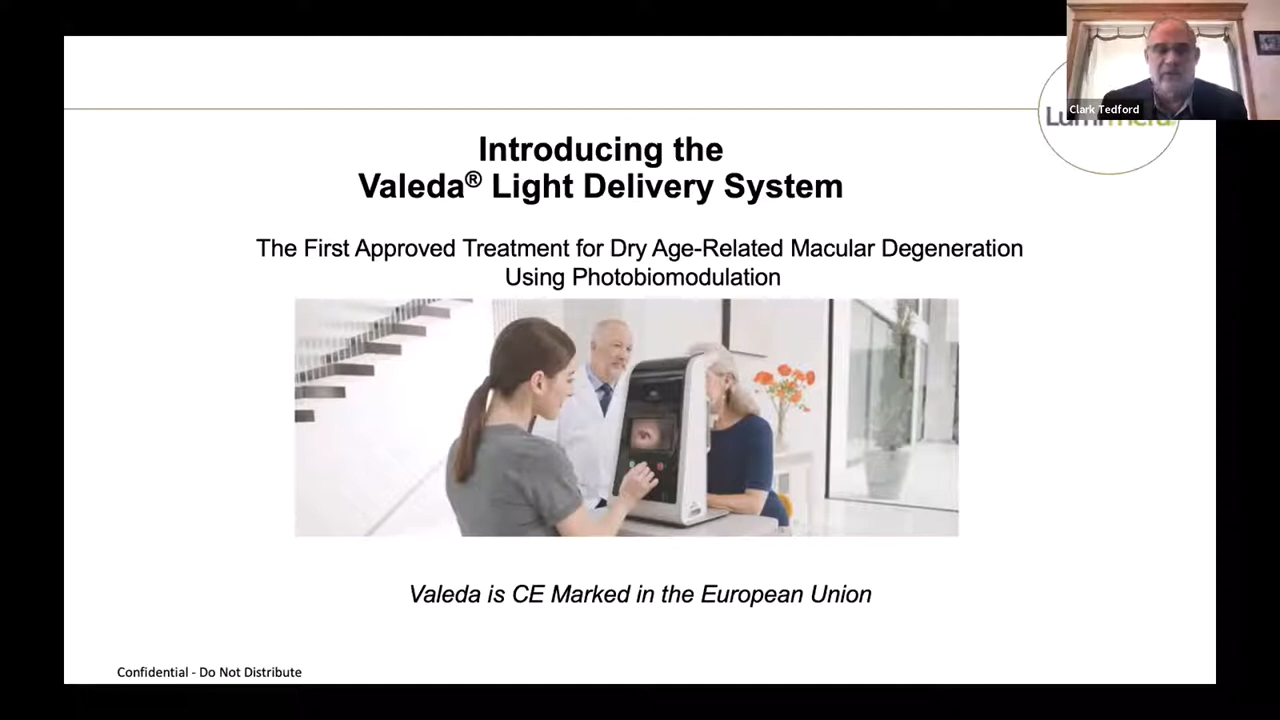 Clark Tedford
Introducing the
Valeda® Light Delivery System
The First Approved Treatment for Dry Age-Related Macular Degeneration
Using Photobiomodulation
Valeda is CE Marked in the European Union
Confidential - Do Not Distribute